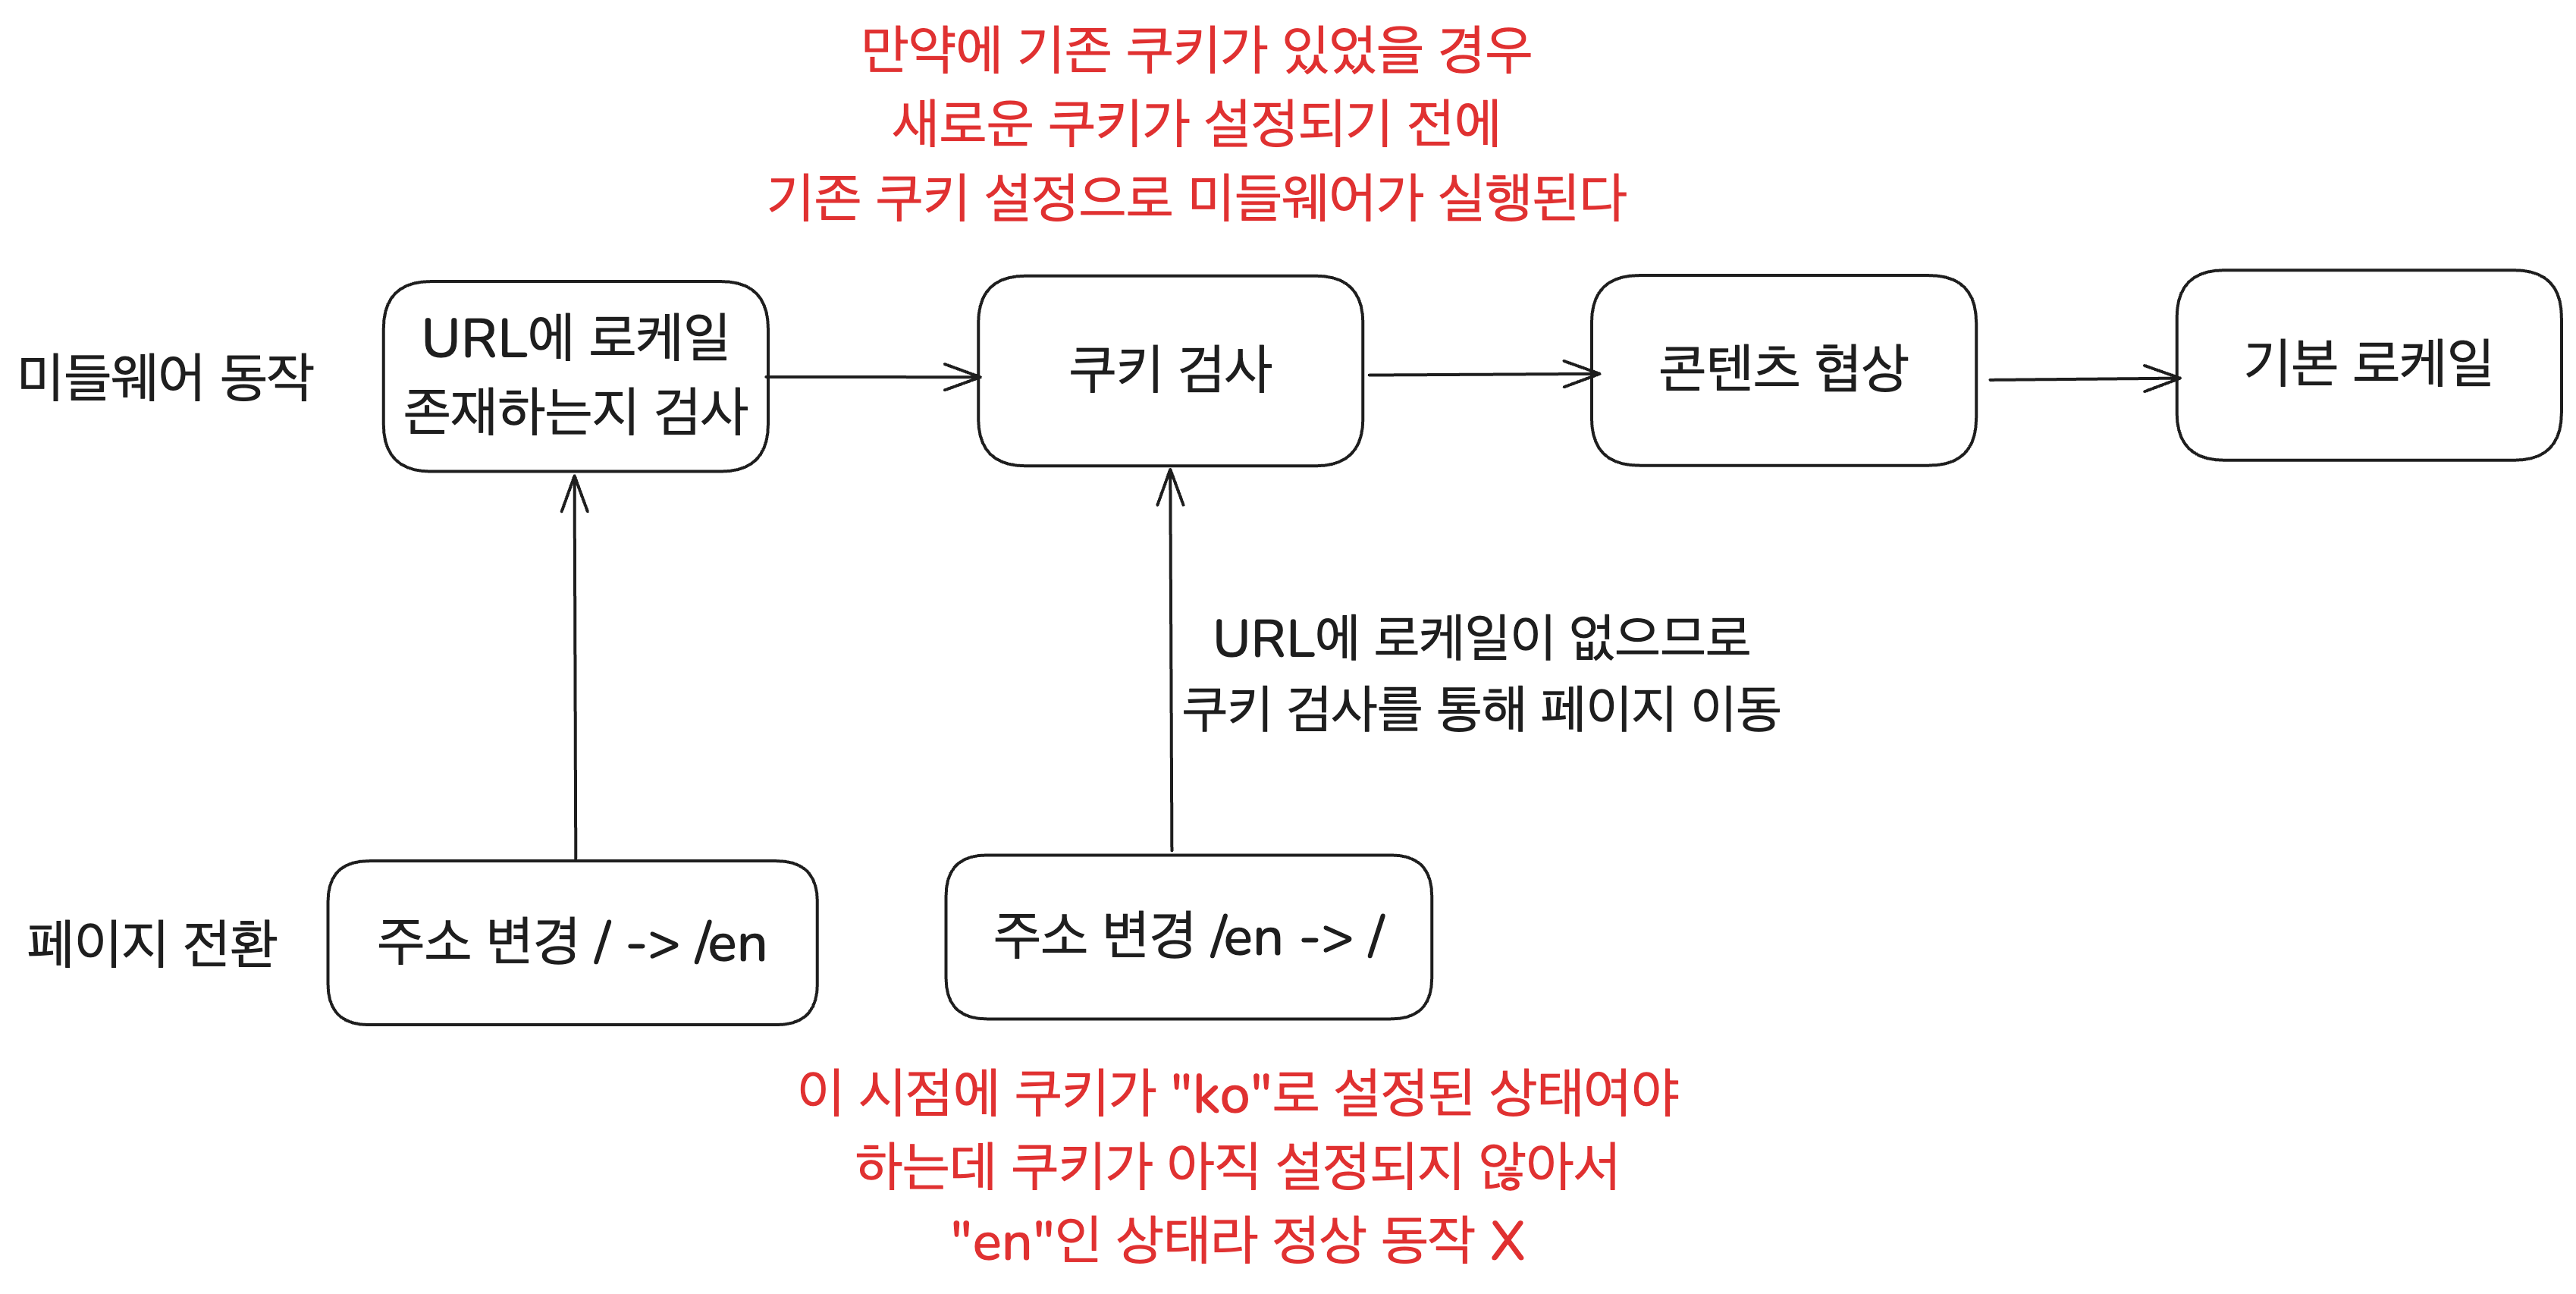 만약에 기존 쿠키가 있었을 경우
새로운 쿠키가 설정되기 전에
기존 쿠키 설정으로 미들웨어가 실행된다
미들웨어 동작
URL에 로케일
존재하는지 검사
쿠키 검사
콘텐츠 협상
기본 로케일
URL에 로케일이 없으므로
쿠키 검사를 통해 페이지 이동
페이지 전환
주소 변경 / -> /en
주소 변경 /en -> /
이 시점에 쿠키가 "ko"로 설정된 상태여야
하는데 쿠키가 아직 설정되지 않아서
"en"인 상태라 정상 동작 X